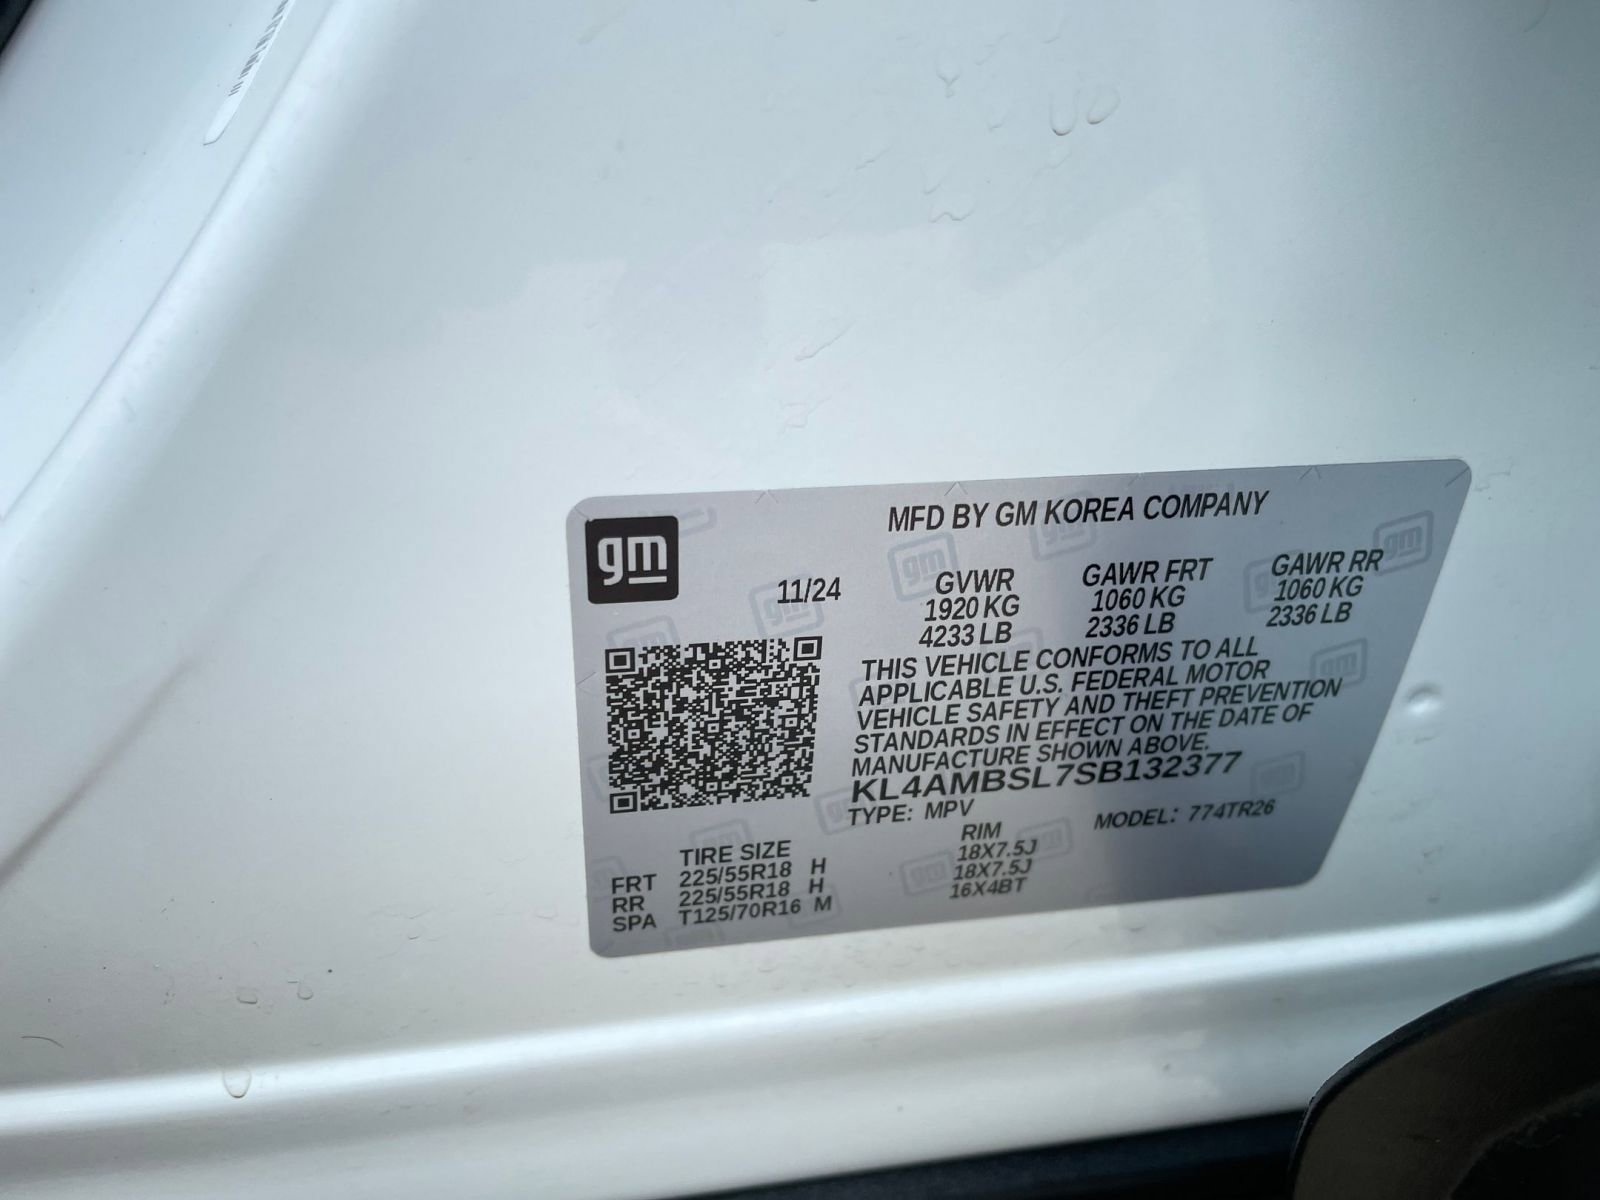 gm
MFD BY GM KOREA COMPANY
11/24
GVWR GAWR FRT GAWR RR
1920 KG 1060 KG 1060 KG
4233 LB 2336 LB 2336 LB
THIS VEHICLE CONFORMS TO ALL
APPLICABLE U.S. FEDERAL MOTOR
VEHICLE SAFETY AND THEFT PREVENTION
STANDARDS IN EFFECT ON THE DATE OF
MANUFACTURE SHOWN ABOVE.
KL4AMBSL7SB132377
TYPE: MPV MODEL: 774TR26
TIRE SIZE RIM
FRT 225/55R18 H 18X7.5J
RR 225/55R18 H 18X7.5J
SPA T125/70R16 M 16X4BT